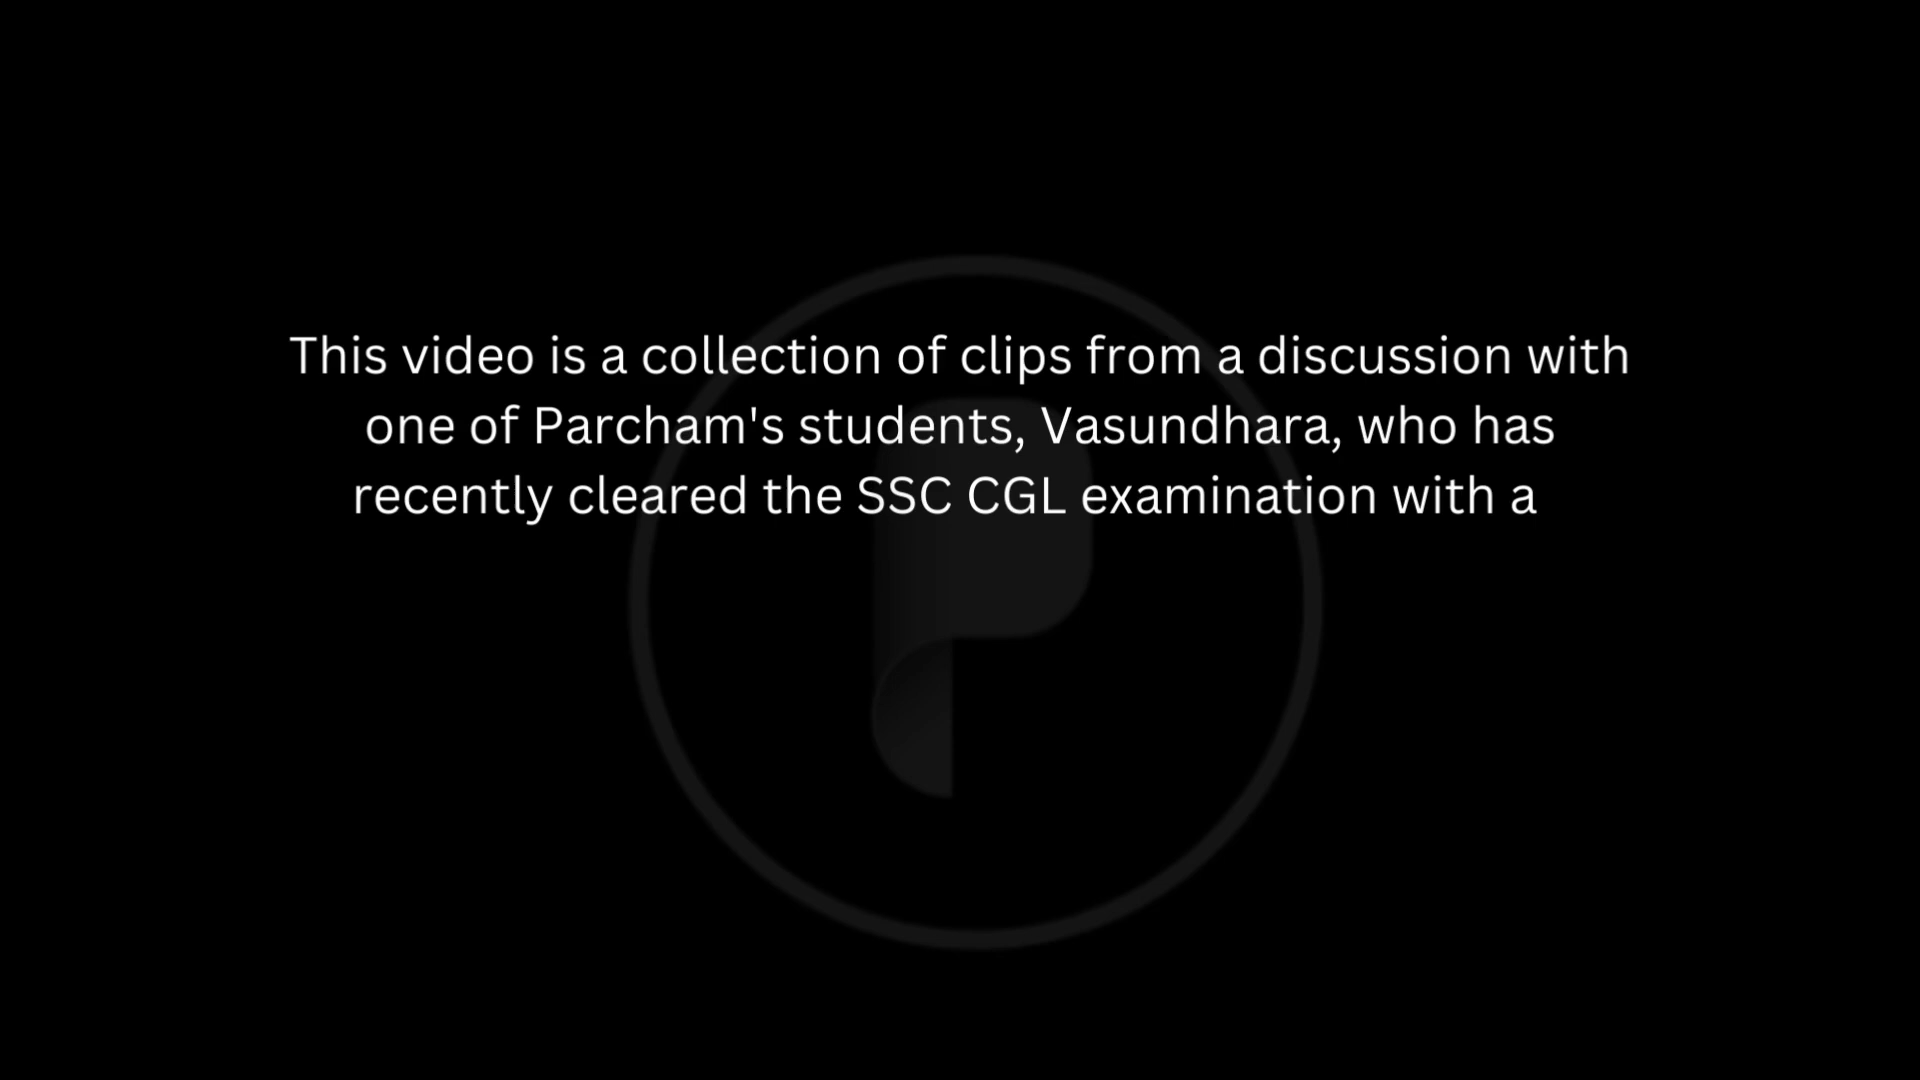 This video is a collection of clips from a discussion with
one of Parcham's students, Vasundhara, who has
recently cleared the SSC CGL examination with a